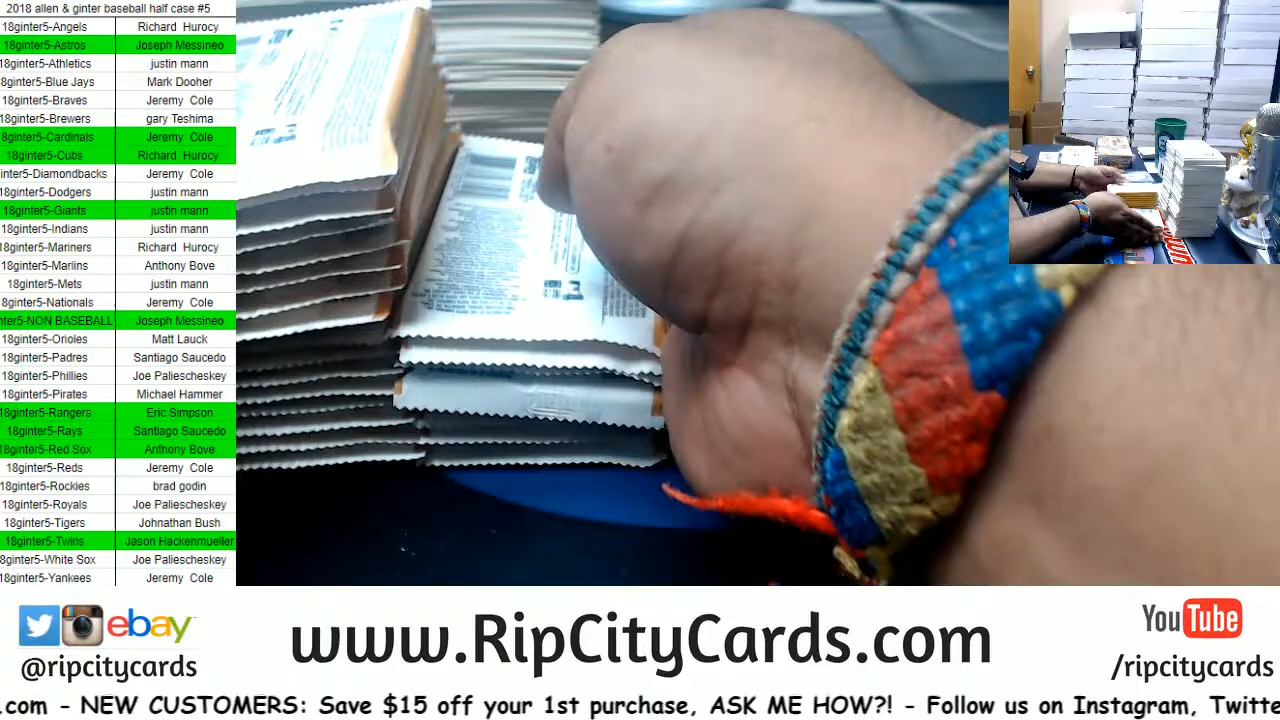 2018 allen & ginter baseball half case #5
18ginter5-Angels Richard Hurocy
18ginter5-Astros Joseph Messineo
18ginter5-Athletics justin mann
8ginter5-Blue Jays Mark Dooher
18ginter5-Braves Jeremy Cole
18ginter5-Brewers gary Teshima
8ginter5-Cardinals Jeremy Cole
18ginter5-Cubs Richard Hurocy
inter5-Diamondbacks Jeremy Cole
18ginter5-Dodgers justin mann
18ginter5-Giants justin mann
18ginter5-Indians justin mann
18ginter5-Mariners Richard Hurocy
18ginter5-Marlins Anthony Bove
18ginter5-Mets justin mann
8ginter5-Nationals Jeremy Cole
nter5-NON BASEBALL Joseph Messineo
18ginter5-Orioles Matt Lauck
18ginter5-Padres Santiago Saucedo
18ginter5-Phillies Joe Paliescheskey
18ginter5-Pirates Michael Hammer
18ginter5-Rangers Eric Simpson
18ginter5-Rays Santiago Saucedo
18ginter5-Red Sox Anthony Bove
18ginter5-Reds Jeremy Cole
18ginter5-Rockies brad godin
18ginter5-Royals Joe Paliescheskey
18ginter5-Tigers Johnathan Bush
18ginter5-Twins Jason Hackenmueller
8ginter5-White Sox Joe Paliescheskey
18ginter5-Yankees Jeremy Cole
ebay
@ripcitycards
www.RipCityCards.com
YouTube
/ripcitycards
.com - NEW CUSTOMERS: Save $15 off your 1st purchase, ASK ME HOW?! - Follow us on Instagram, Twitte